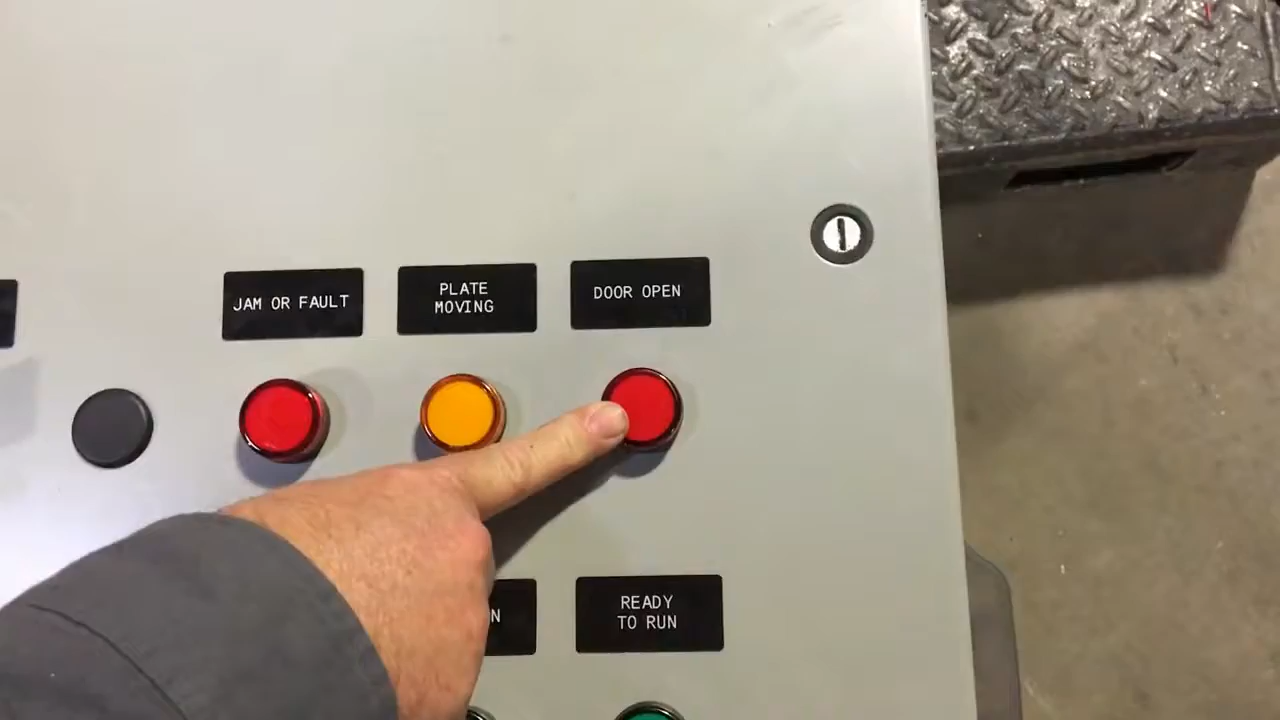 JAM OR FAULT
PLATE
MOVING
DOOR OPEN
READY
TO RUN